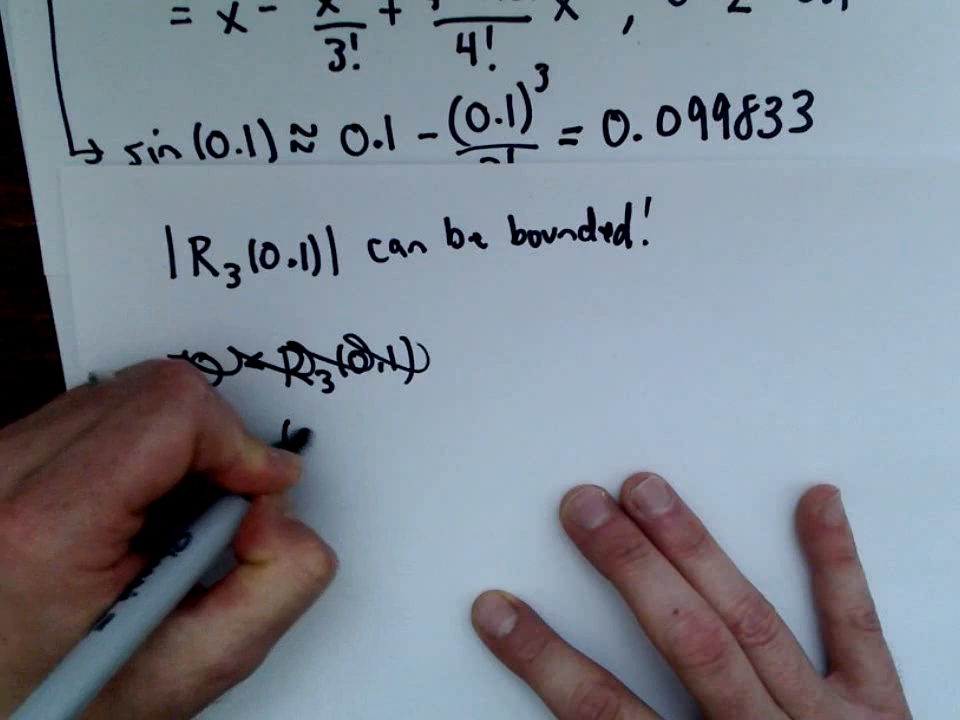 = x - x/3! + /4! x ,
sin(0.1) ≈ 0.1 - (0.1)³ = 0.099833
|R₃(0.1)| can be bounded!
R₃(0.1)